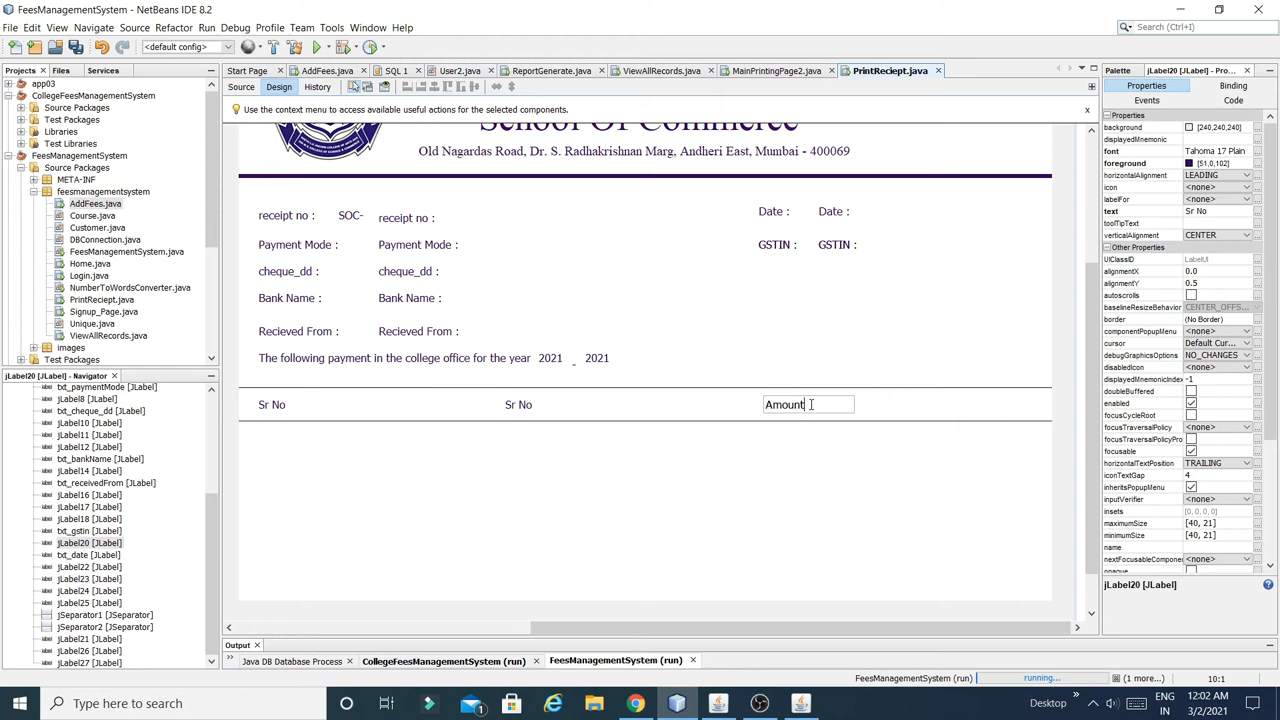 FeesManagementSystem - NetBeans IDE 8.2
File Edit View Navigate Source Refactor Run Debug Profile Team Tools Window Help
Search (Ctrl+I)
<default config>
Projects Files Services
Start Page AddFees.java SQL 1 User2.java ReportGenerate.java ViewAllRecords.java MainPrintingPage2.java PrintReciept.java
Palette jLabel20 [JLabel] - Pro...
Source Design History
Properties Binding
Events Code
Use the context menu to access available useful actions for the selected components.
app03
CollegeFeesManagementSystem
Source Packages
Test Packages
Libraries
Test Libraries
FeesManagementSystem
Source Packages
META-INF
feesmanagementsystem
AddFees.java
Course.java
Customer.java
DBConnection.java
FeesManagementSystem.java
Home.java
Login.java
NumberToWordsConverter.java
PrintReciept.java
Signup_Page.java
Unique.java
ViewAllRecords.java
images
Test Packages
jLabel20 [JLabel] - Navigator
txt_paymentMode [JLabel]
jLabel8 [JLabel]
txt_cheque_dd [JLabel]
jLabel10 [JLabel]
jLabel11 [JLabel]
jLabel12 [JLabel]
txt_bankName [JLabel]
jLabel14 [JLabel]
txt_receivedFrom [JLabel]
jLabel16 [JLabel]
jLabel17 [JLabel]
jLabel18 [JLabel]
txt_gstin [JLabel]
jLabel20 [JLabel]
txt_date [JLabel]
jLabel22 [JLabel]
jLabel23 [JLabel]
jLabel24 [JLabel]
jLabel25 [JLabel]
jSeparator1 [JSeparator]
jSeparator2 [JSeparator]
jLabel21 [JLabel]
jLabel26 [JLabel]
jLabel27 [JLabel]
School Of Commerce
Old Nagardas Road, Dr. S. Radhakrishnan Marg, Andheri East, Mumbai - 400069
receipt no : SOC- receipt no : Date : Date :
Payment Mode : Payment Mode : GSTIN : GSTIN :
cheque_dd : cheque_dd :
Bank Name : Bank Name :
Recieved From : Recieved From :
The following payment in the college office for the year 2021 - 2021
Sr No Sr No Amount
Properties
background [240,240,240]
displayedMnemonic
font Tahoma 17 Plain
foreground [51,0,102]
horizontalAlignment LEADING
icon <none>
labelFor <none>
text Sr No
toolTipText
verticalAlignment CENTER
Other Properties
UIClassID LabelUI
alignmentX 0.0
alignmentY 0.5
autoscrolls
baselineResizeBehavior CENTER_OFFS...
border (No Border)
componentPopupMenu <none>
cursor Default Cur...
debugGraphicsOptions NO_CHANGES
disabledIcon <none>
displayedMnemonicIndex -1
doubleBuffered
enabled
focusCycleRoot
focusTraversalPolicy <none>
focusTraversalPolicyPro
focusable
horizontalTextPosition TRAILING
iconTextGap 4
inheritsPopupMenu
inputVerifier <none>
insets [0, 0, 0, 0]
maximumSize [40, 21]
minimumSize [40, 21]
name
nextFocusableComponen <none>
opaque
jLabel20 [JLabel]
Output
Java DB Database Process CollegeFeesManagementSystem (run) FeesManagementSystem (run)
FeesManagementSystem (run) running... (1 more...) 10:1
Type here to search
Desktop
ENG
IN
12:02 AM
3/2/2021